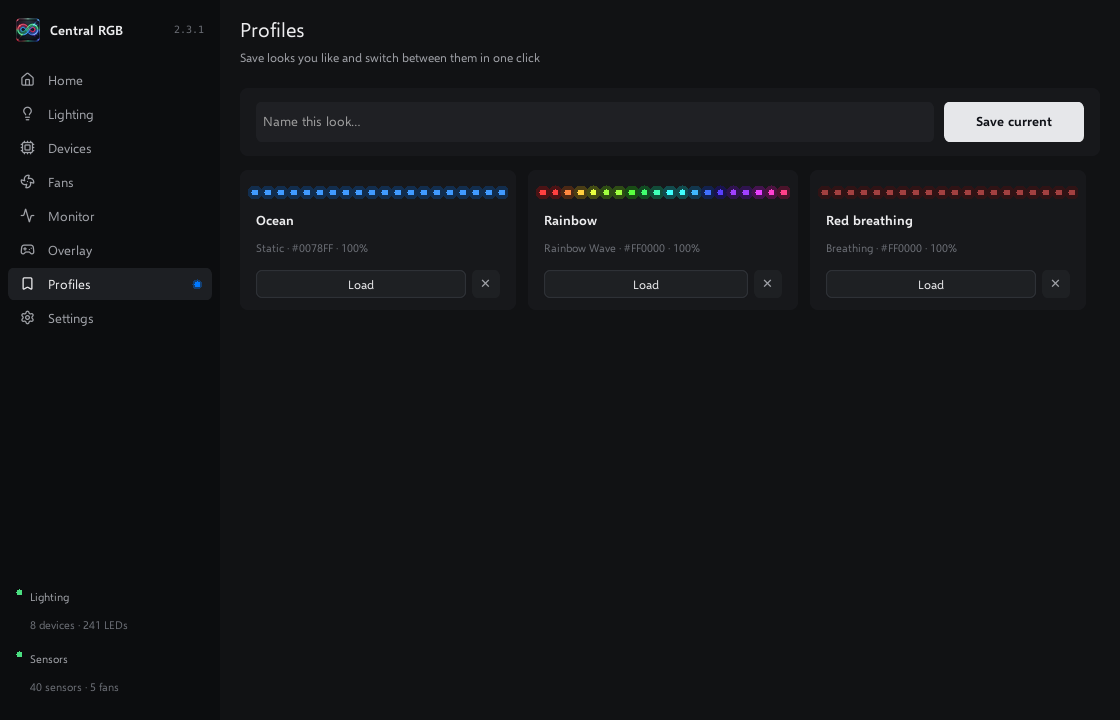 Central RGB 2.3.1
Home
Lighting
Devices
Fans
Monitor
Overlay
Profiles
Settings
Lighting
8 devices · 241 LEDs
Sensors
40 sensors · 5 fans
Profiles
Save looks you like and switch between them in one click
Name this look...
Save current
Ocean
Static · #0078FF · 100%
Load ✕
Rainbow
Rainbow Wave · #FF0000 · 100%
Load ✕
Red breathing
Breathing · #FF0000 · 100%
Load ✕